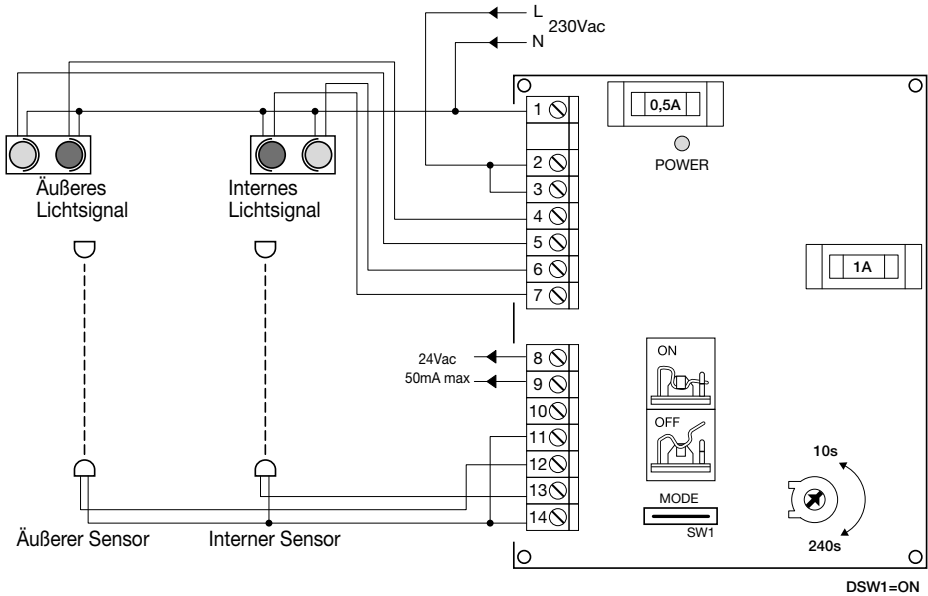 L
230Vac
N
0,5A
POWER
1
2
3
4
5
6
7
Äußeres
Lichtsignal
Internes
Lichtsignal
1A
24Vac
50mA max
8
9
10
11
12
13
14
ON
OFF
MODE
SW1
10s
240s
Äußerer Sensor
Interner Sensor
DSW1=ON